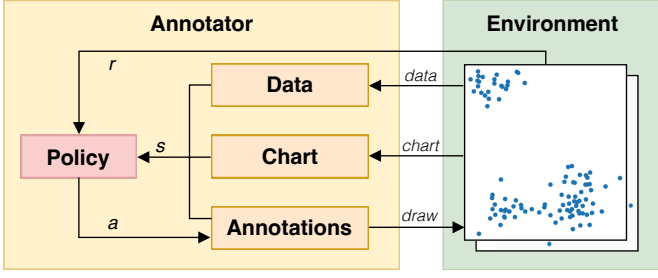 Annotator
Environment
r
data
Data
s
chart
Policy
Chart
a
draw
Annotations